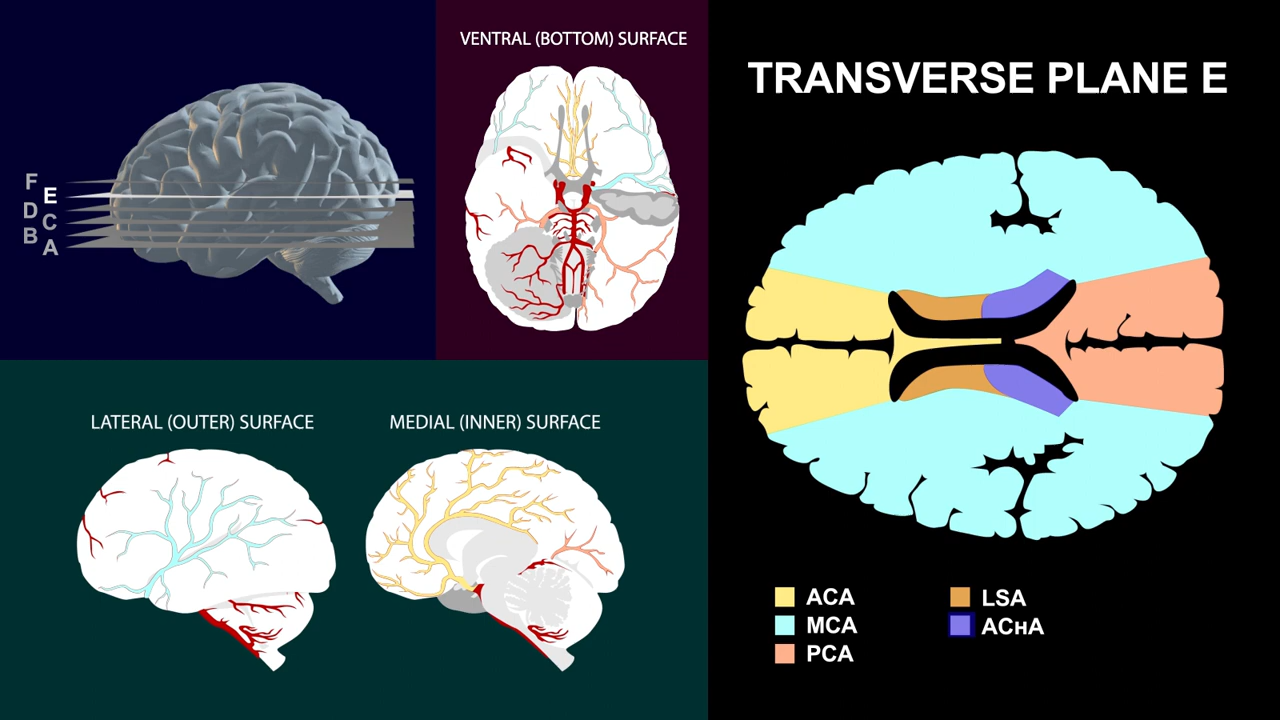 F
E
D
C
B
A
VENTRAL (BOTTOM) SURFACE
LATERAL (OUTER) SURFACE
MEDIAL (INNER) SURFACE
TRANSVERSE PLANE E
ACA
MCA
PCA
LSA
ACHA